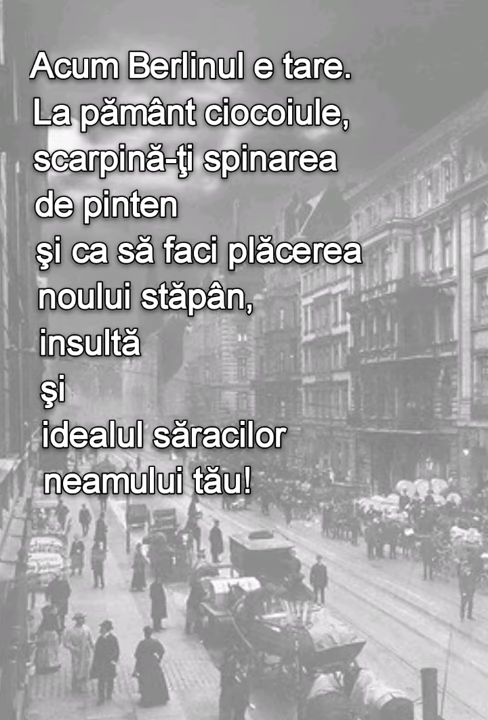 Acum Berlinul e tare.
La pământ ciocoiule,
scarpină-ţi spinarea
de pinten
şi ca să faci plăcerea
noului stăpân,
insultă
şi
idealul săracilor
neamului tău!